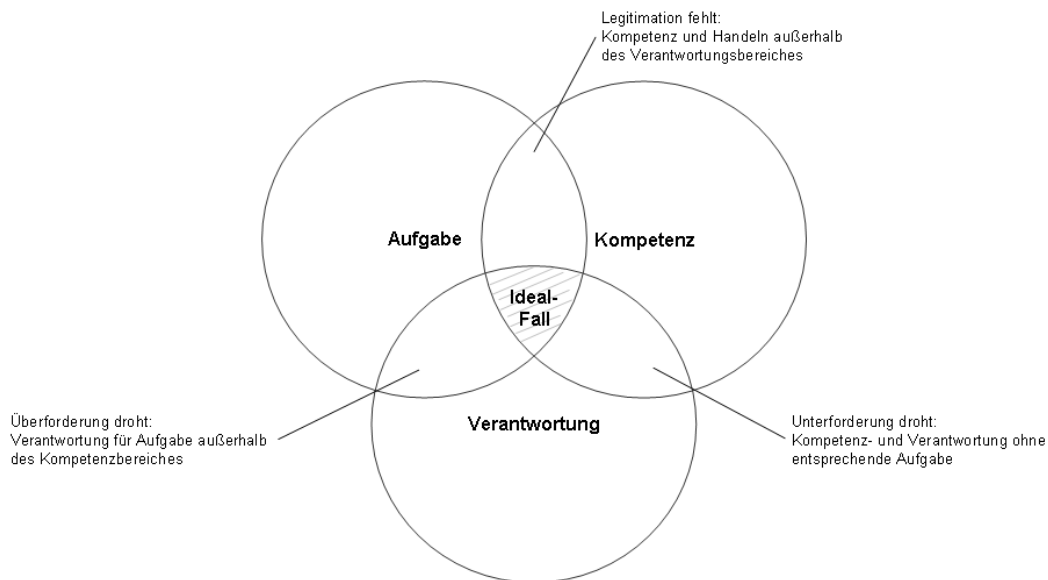 Legitimation fehlt:
Kompetenz und Handeln außerhalb
des Verantwortungsbereiches
Aufgabe
Kompetenz
Ideal-
Fall
Überforderung droht:
Verantwortung für Aufgabe außerhalb
des Kompetenzbereiches
Verantwortung
Unterforderung droht:
Kompetenz- und Verantwortung ohne
entsprechende Aufgabe